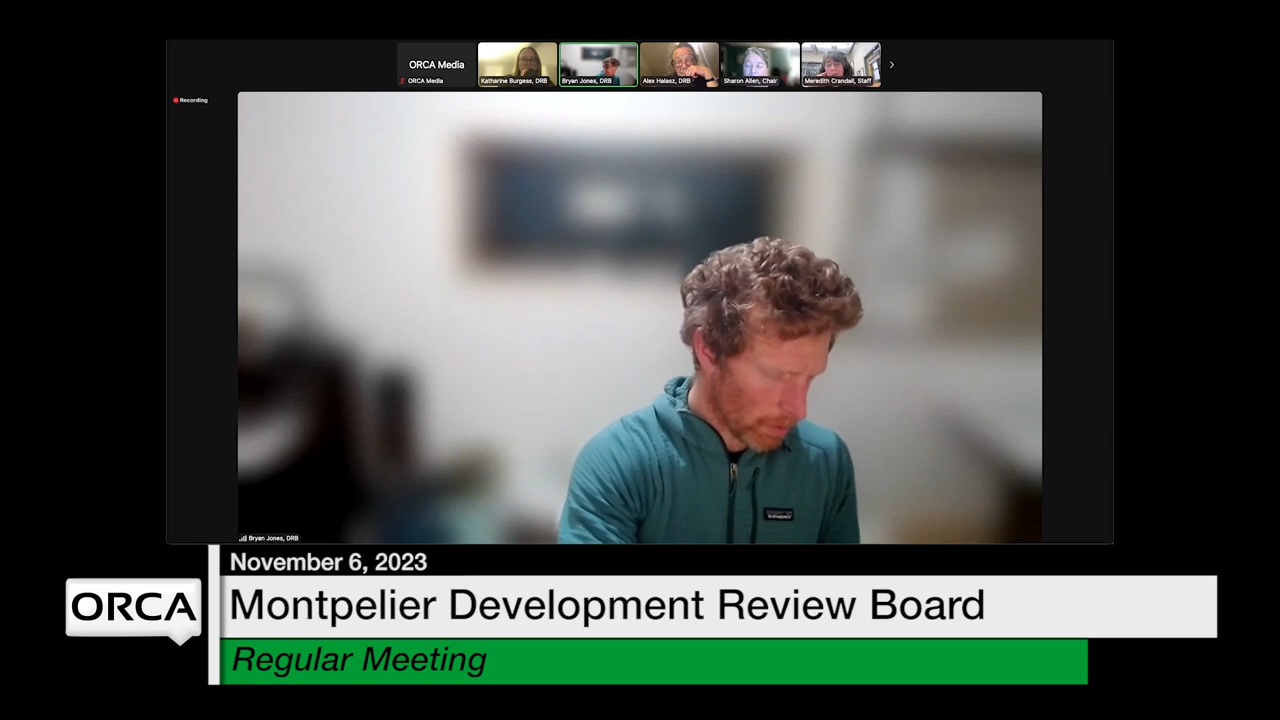 ORCA Media
ORCA Media
Katharine Burgess, DRB
Bryan Jones, DRB
Alex Halasz, DRB
Sharon Allen, Chair
Meredith Crandall, Staff
Recording
Bryan Jones, DRB
November 6, 2023
ORCA
Montpelier Development Review Board
Regular Meeting